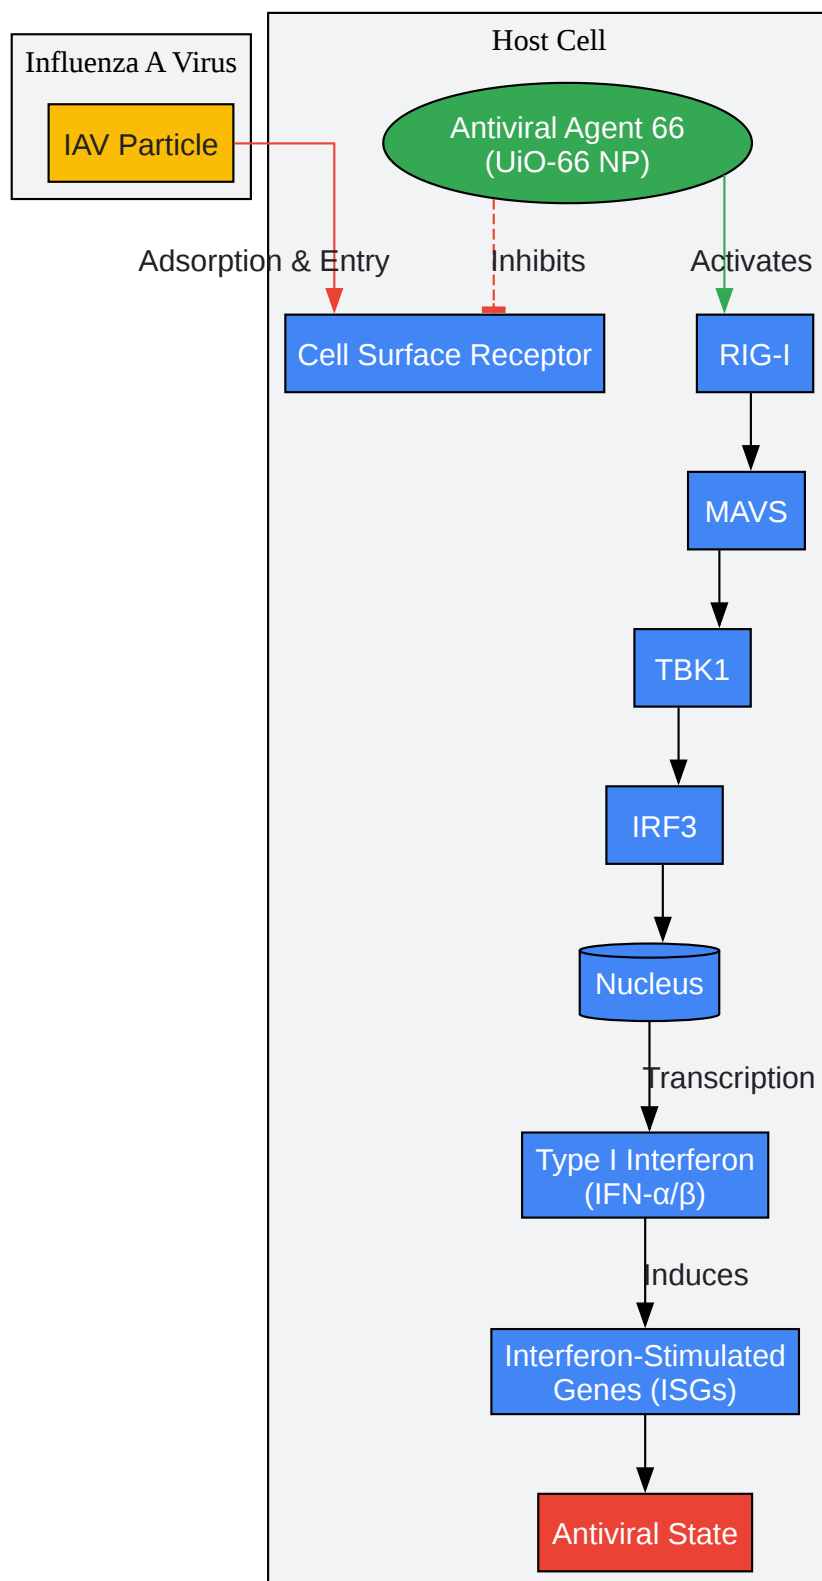 Influenza A Virus
IAV Particle
Host Cell
Antiviral Agent 66
(UiO-66 NP)
Adsorption & Entry
Inhibits
Activates
Cell Surface Receptor
RIG-I
MAVS
TBK1
IRF3
Nucleus
Transcription
Type I Interferon
(IFN-α/β)
Induces
Interferon-Stimulated
Genes (ISGs)
Antiviral State